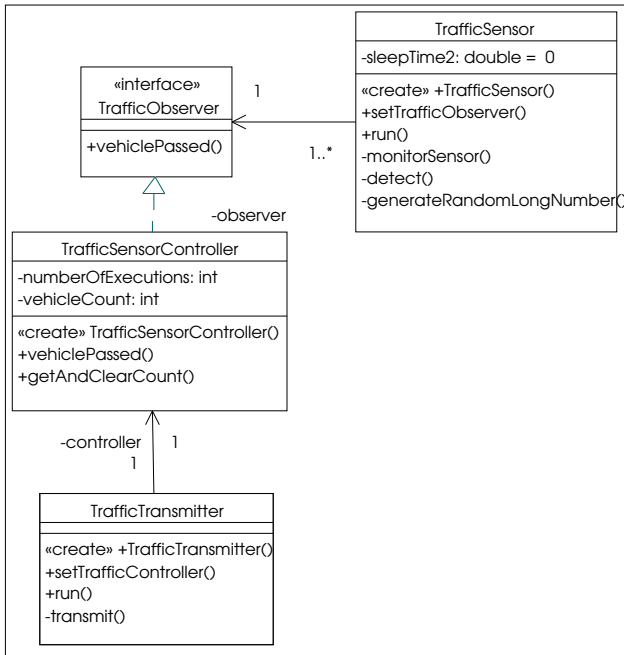 TrafficSensor
-sleepTime2: double = 0
«create» +TrafficSensor()
+setTrafficObserver()
+run()
-monitorSensor()
-detect()
-generateRandomLongNumber()
«interface»
TrafficObserver
+vehiclePassed()
1
1..*
-observer
TrafficSensorController
-numberOfExecutions: int
-vehicleCount: int
«create» TrafficSensorController()
+vehiclePassed()
+getAndClearCount()
-controller
1
1
TrafficTransmitter
«create» +TrafficTransmitter()
+setTrafficController()
+run()
-transmit()